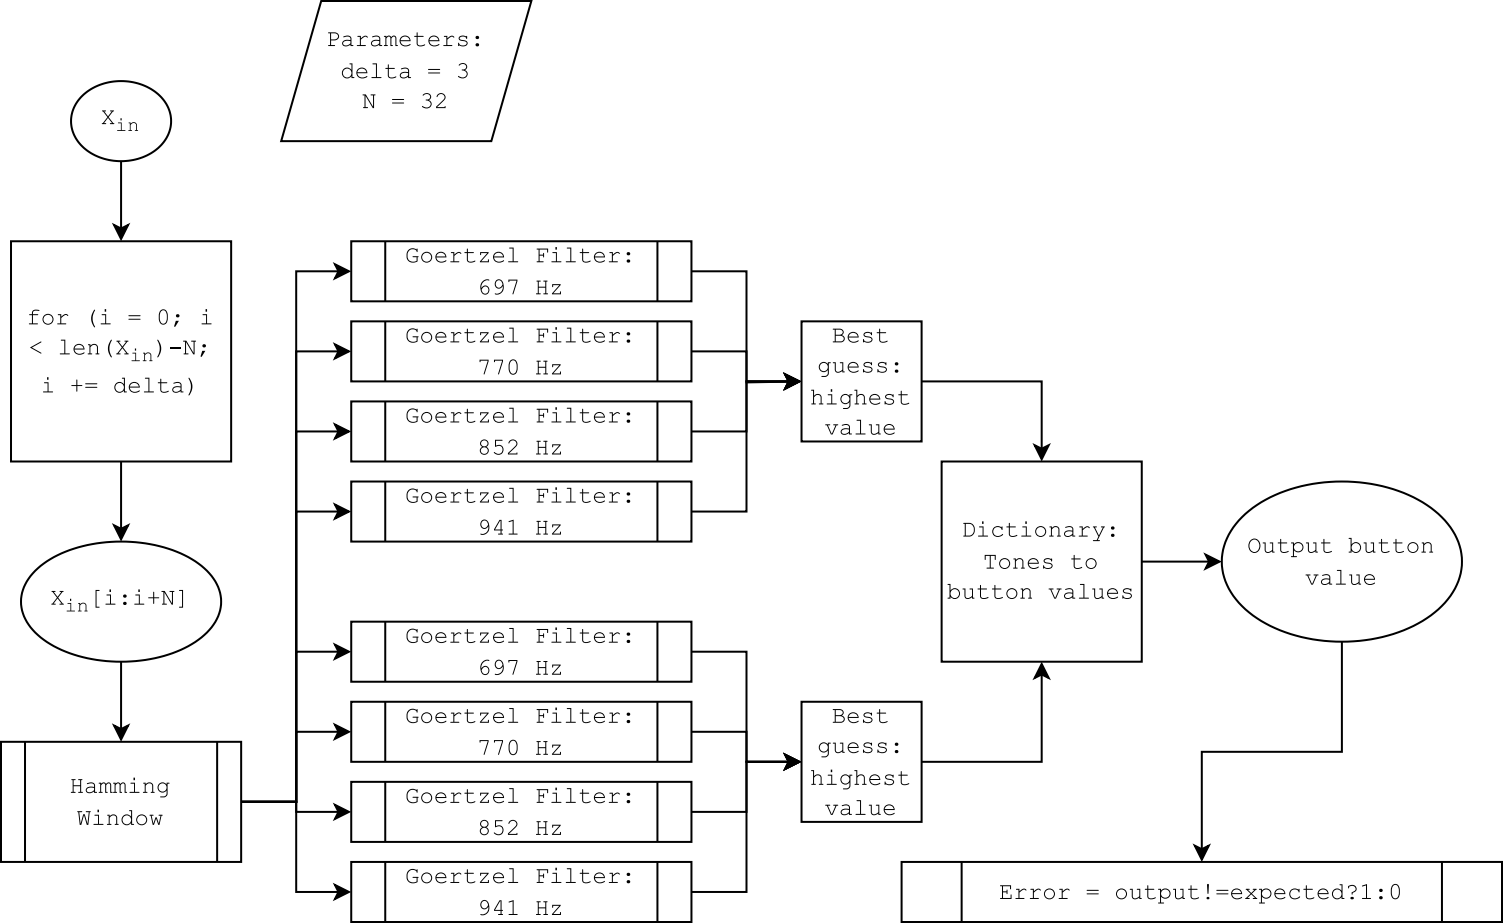 Parameters:
delta = 3
N = 32
Xin
for (i = 0; i
< len(Xin)-N;
i += delta)
Xin[i:i+N]
Hamming
Window
Goertzel Filter:
697 Hz
Goertzel Filter:
770 Hz
Goertzel Filter:
852 Hz
Goertzel Filter:
941 Hz
Goertzel Filter:
697 Hz
Goertzel Filter:
770 Hz
Goertzel Filter:
852 Hz
Goertzel Filter:
941 Hz
Best
guess:
highest
value
Best
guess:
highest
value
Dictionary:
Tones to
button values
Output button
value
Error = output!=expected?1:0